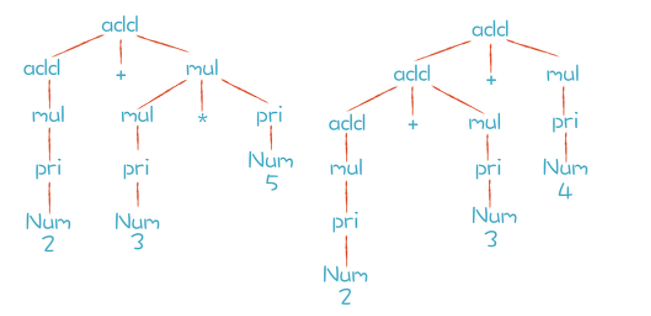 add
add + mul
mul mul * pri
pri pri Num
5
Num Num
2 3
add
add + mul
add + mul pri
mul pri Num
4
pri Num
3
Num
2